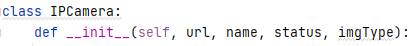 class IPCamera:
    def __init__(self, url, name, status, imgType):